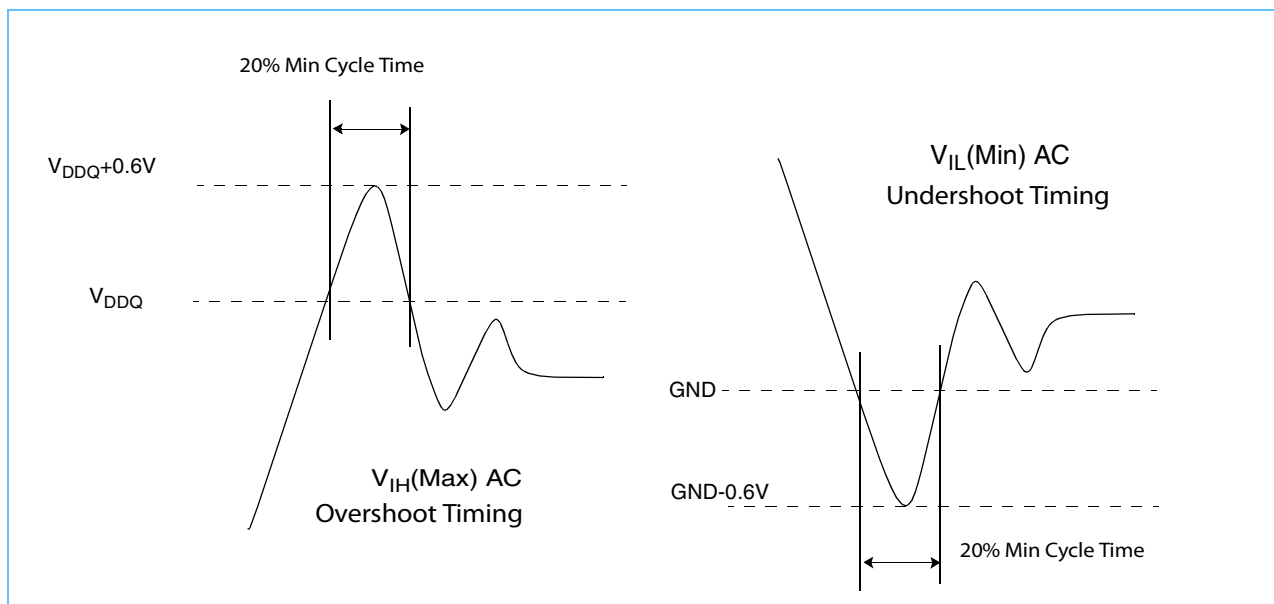 20% Min Cycle Time
VDDQ+0.6V
VDDQ
VIH(Max) AC
Overshoot Timing
VIL(Min) AC
Undershoot Timing
GND
GND-0.6V
20% Min Cycle Time